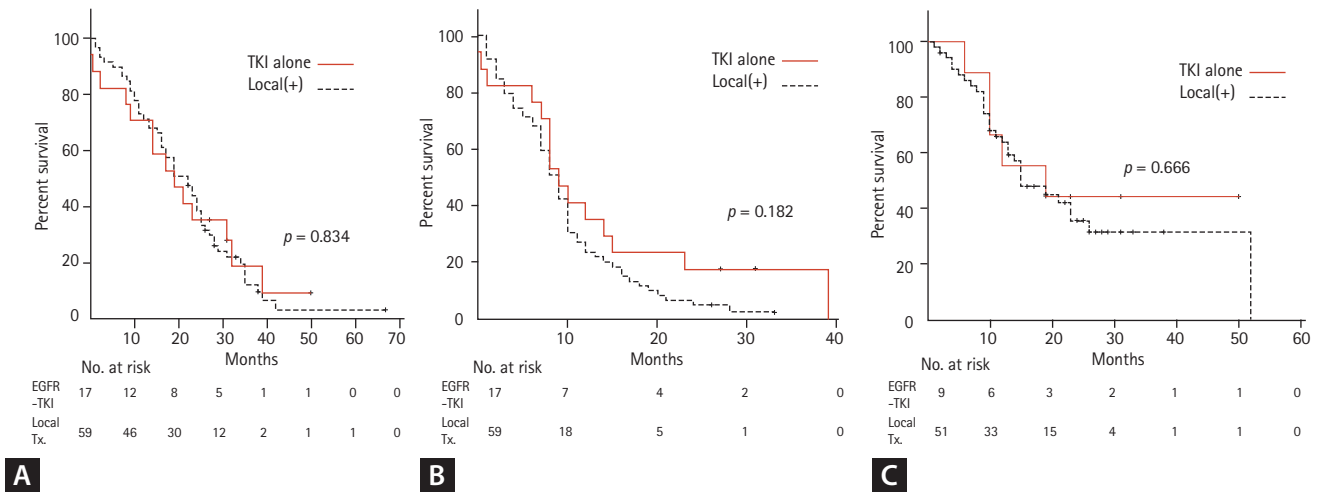 100
80
60
40
20
0
Percent survival
TKI alone
Local(+)
p = 0.834
10 20 30 40 50 60 70
Months
No. at risk
EGFR
-TKI
17 12 8 5 1 1 0 0
Local
Tx.
59 46 30 12 2 1 1 0
A
100
80
60
40
20
0
Percent survival
TKI alone
Local(+)
p = 0.182
10 20 30 40
Months
No. at risk
EGFR
-TKI
17 7 4 2 0
Local
Tx.
59 18 5 1 0
B
100
80
60
40
20
0
Percent survival
TKI alone
Local(+)
p = 0.666
10 20 30 40 50 60
Months
No. at risk
EGFR
-TKI
9 6 3 2 1 1 0
Local
Tx.
51 33 15 4 1 1 0
C